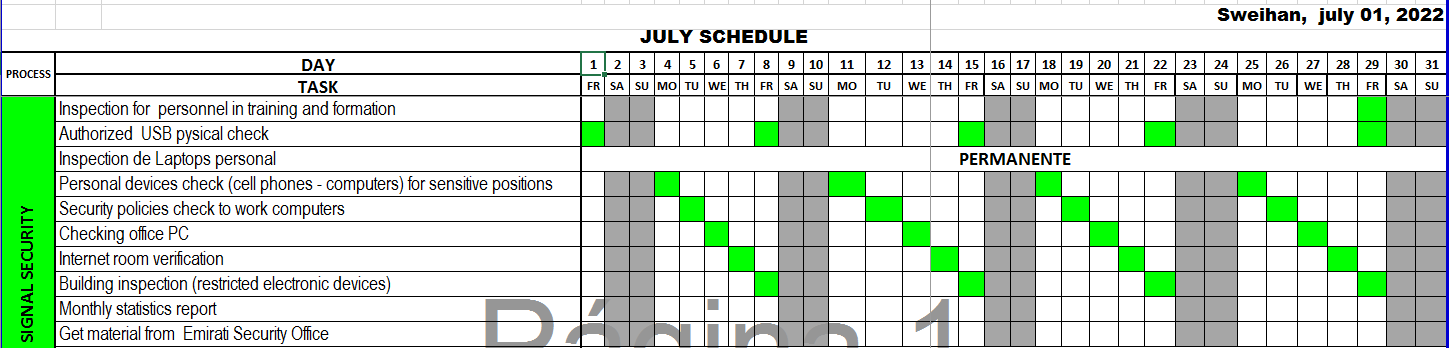 Sweihan, july 01, 2022
JULY SCHEDULE
PROCESS
DAY 1 2 3 4 5 6 7 8 9 10 11 12 13 14 15 16 17 18 19 20 21 22 23 24 25 26 27 28 29 30 31
TASK FR SA SU MO TU WE TH FR SA SU MO TU WE TH FR SA SU MO TU WE TH FR SA SU MO TU WE TH FR SA SU
SIGNAL SECURITY
Inspection for personnel in training and formation
Authorized USB pysical check
Inspection de Laptops personal PERMANENTE
Personal devices check (cell phones - computers) for sensitive positions
Security policies check to work computers
Checking office PC
Internet room verification
Building inspection (restricted electronic devices)
Monthly statistics report
Get material from Emirati Security Office
Página 1